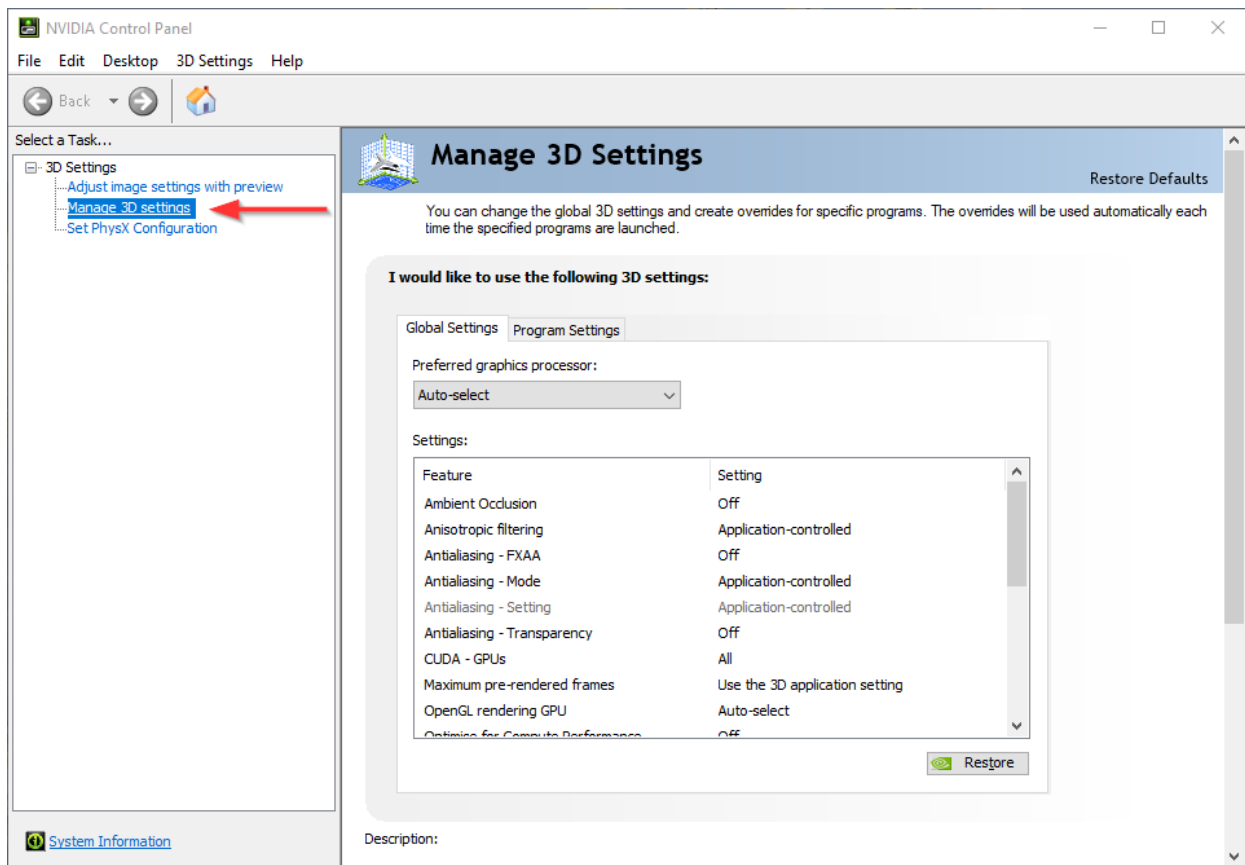 NVIDIA Control Panel
File Edit Desktop 3D Settings Help
Back
Select a Task...
3D Settings
Adjust image settings with preview
Manage 3D settings
Set PhysX Configuration
System Information
Manage 3D Settings
Restore Defaults
You can change the global 3D settings and create overrides for specific programs. The overrides will be used automatically each
time the specified programs are launched.
I would like to use the following 3D settings:
Global Settings Program Settings
Preferred graphics processor:
Auto-select
Settings:
Feature Setting
Ambient Occlusion Off
Anisotropic filtering Application-controlled
Antialiasing - FXAA Off
Antialiasing - Mode Application-controlled
Antialiasing - Setting Application-controlled
Antialiasing - Transparency Off
CUDA - GPUs All
Maximum pre-rendered frames Use the 3D application setting
OpenGL rendering GPU Auto-select
Optimise for Compute Performance Off
Restore
Description: